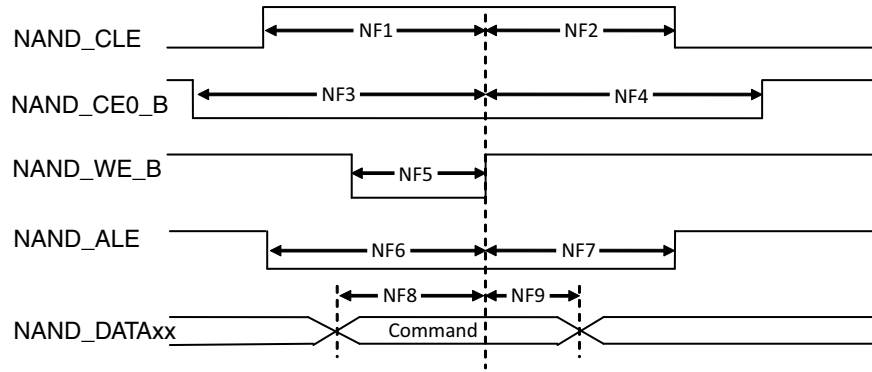 NAND_CLE NF1 NF2
NAND_CE0_B NF3 NF4
NAND_WE_B NF5
NAND_ALE NF6 NF7
NF8 NF9
NAND_DATAxx Command